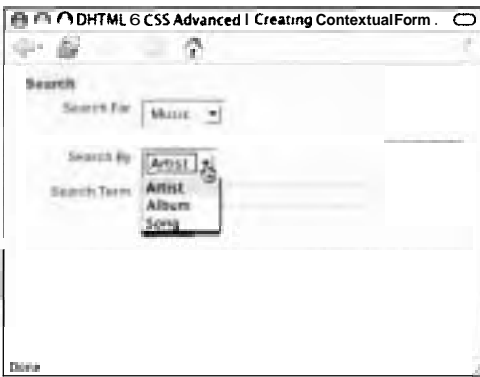 DHTML 6 CSS Advanced | Creating Contextual Form .
Search
Search For Music
Search By Artist
Search Term Artist
Album
Song
Done